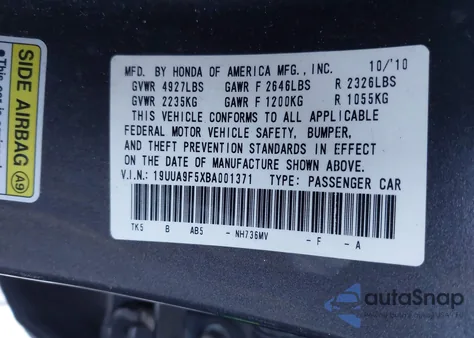 SIDE AIRBAG A9
MFD. BY HONDA OF AMERICA MFG., INC. 10/'10
GVWR 4927LBS GAWR F 2646LBS R 2326LBS
GVWR 2235KG GAWR F 1200KG R 1055KG
THIS VEHICLE CONFORMS TO ALL APPLICABLE
FEDERAL MOTOR VEHICLE SAFETY, BUMPER,
AND THEFT PREVENTION STANDARDS IN EFFECT
ON THE DATE OF MANUFACTURE SHOWN ABOVE.
V.I.N.: 19UUA9F5XBA001371 TYPE: PASSENGER CAR
TK5 B AB5 - NH736MV - F - A
autoSnap